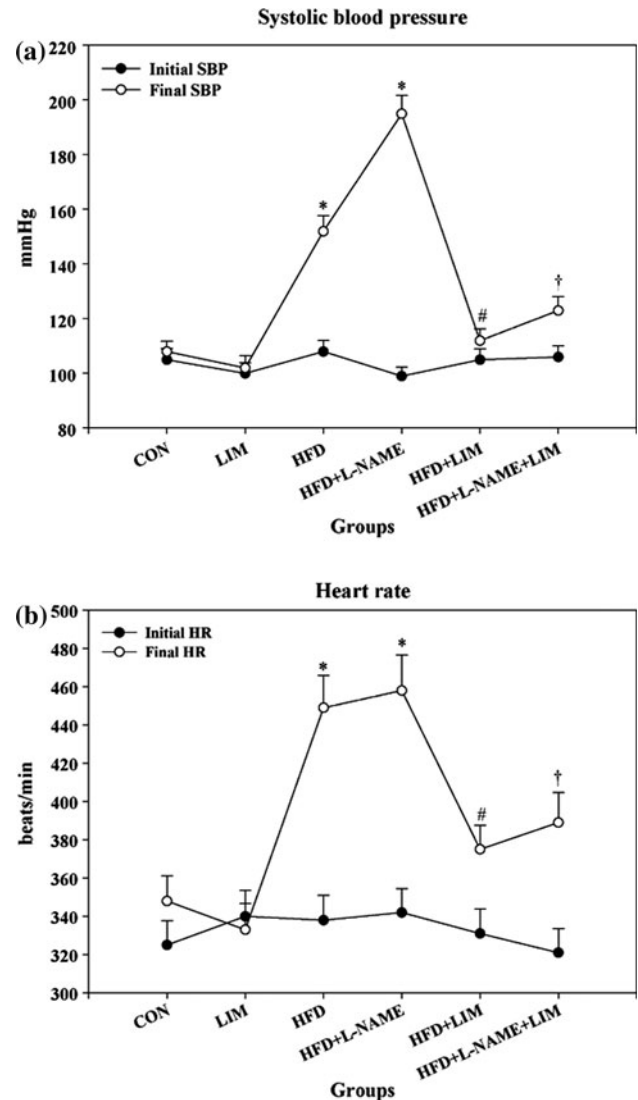 Systolic blood pressure
(a)
220
200
180
160
140
120
100
80
mmHg
Initial SBP
Final SBP
*
*
#
†
CON
LIM
HFD
HFD+L-NAME
HFD+LIM
HFD+L-NAME+LIM
Groups
Heart rate
(b)
500
480
460
440
420
400
380
360
340
320
300
beats/min
Initial HR
Final HR
*
*
#
†
CON
LIM
HFD
HFD+L-NAME
HFD+LIM
HFD+L-NAME+LIM
Groups